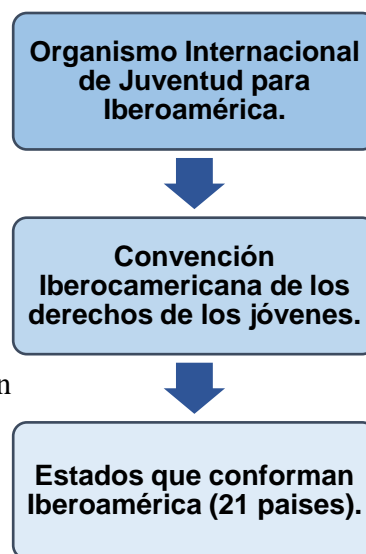 Organismo Internacional
de Juventud para
Iberoamérica.
Convención
Iberocamericana de los
derechos de los jóvenes.
n
Estados que conforman
Iberoamérica (21 paises).